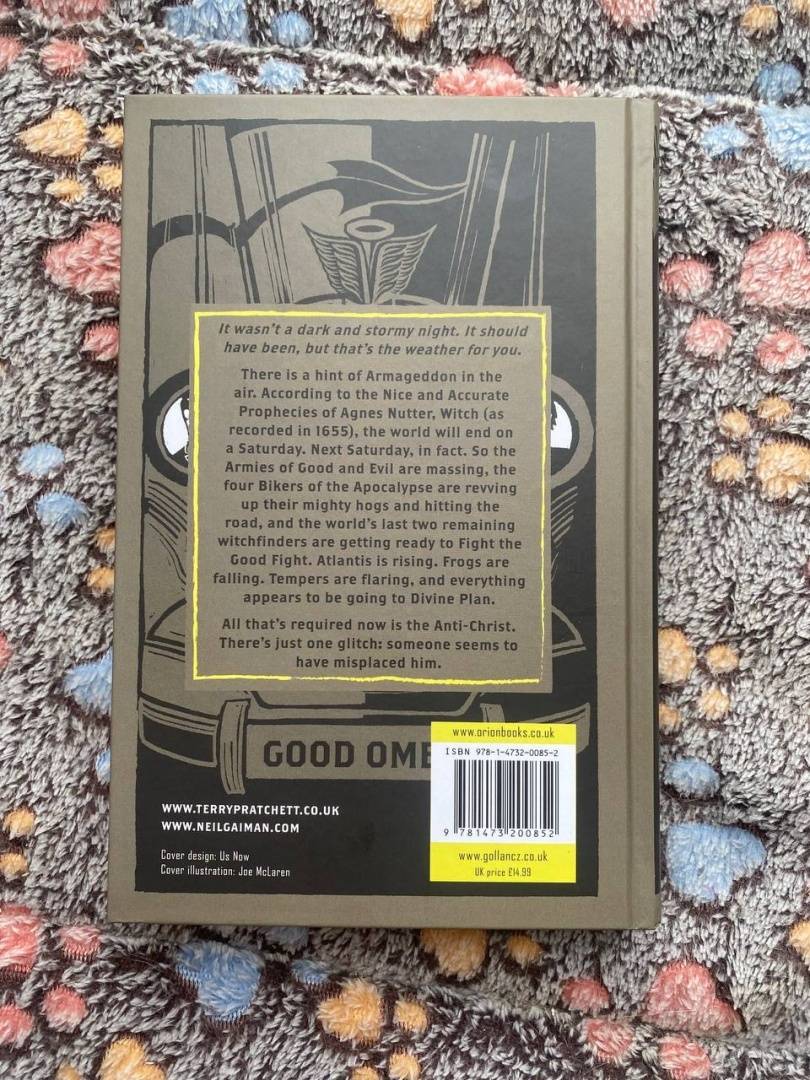 It wasn't a dark and stormy night. It should
have been, but that's the weather for you.
There is a hint of Armageddon in the
air. According to the Nice and Accurate
Prophecies of Agnes Nutter, Witch (as
recorded in 1655), the world will end on
a Saturday. Next Saturday, in fact. So the
Armies of Good and Evil are massing, the
four Bikers of the Apocalypse are revving
up their mighty hogs and hitting the
road, and the world's last two remaining
witchfinders are getting ready to Fight the
Good Fight. Atlantis is rising. Frogs are
falling. Tempers are flaring, and everything
appears to be going to Divine Plan.
All that's required now is the Anti-Christ.
There's just one glitch: someone seems to
have misplaced him.
GOOD OME
www.orionbooks.co.uk
ISBN 978-1-4732-0085-2
9 781473 200852
www.gollancz.co.uk
UK price £14.99
WWW.TERRYPRATCHETT.CO.UK
WWW.NEILGAIMAN.COM
Cover design: Us Now
Cover illustration: Joe McLaren